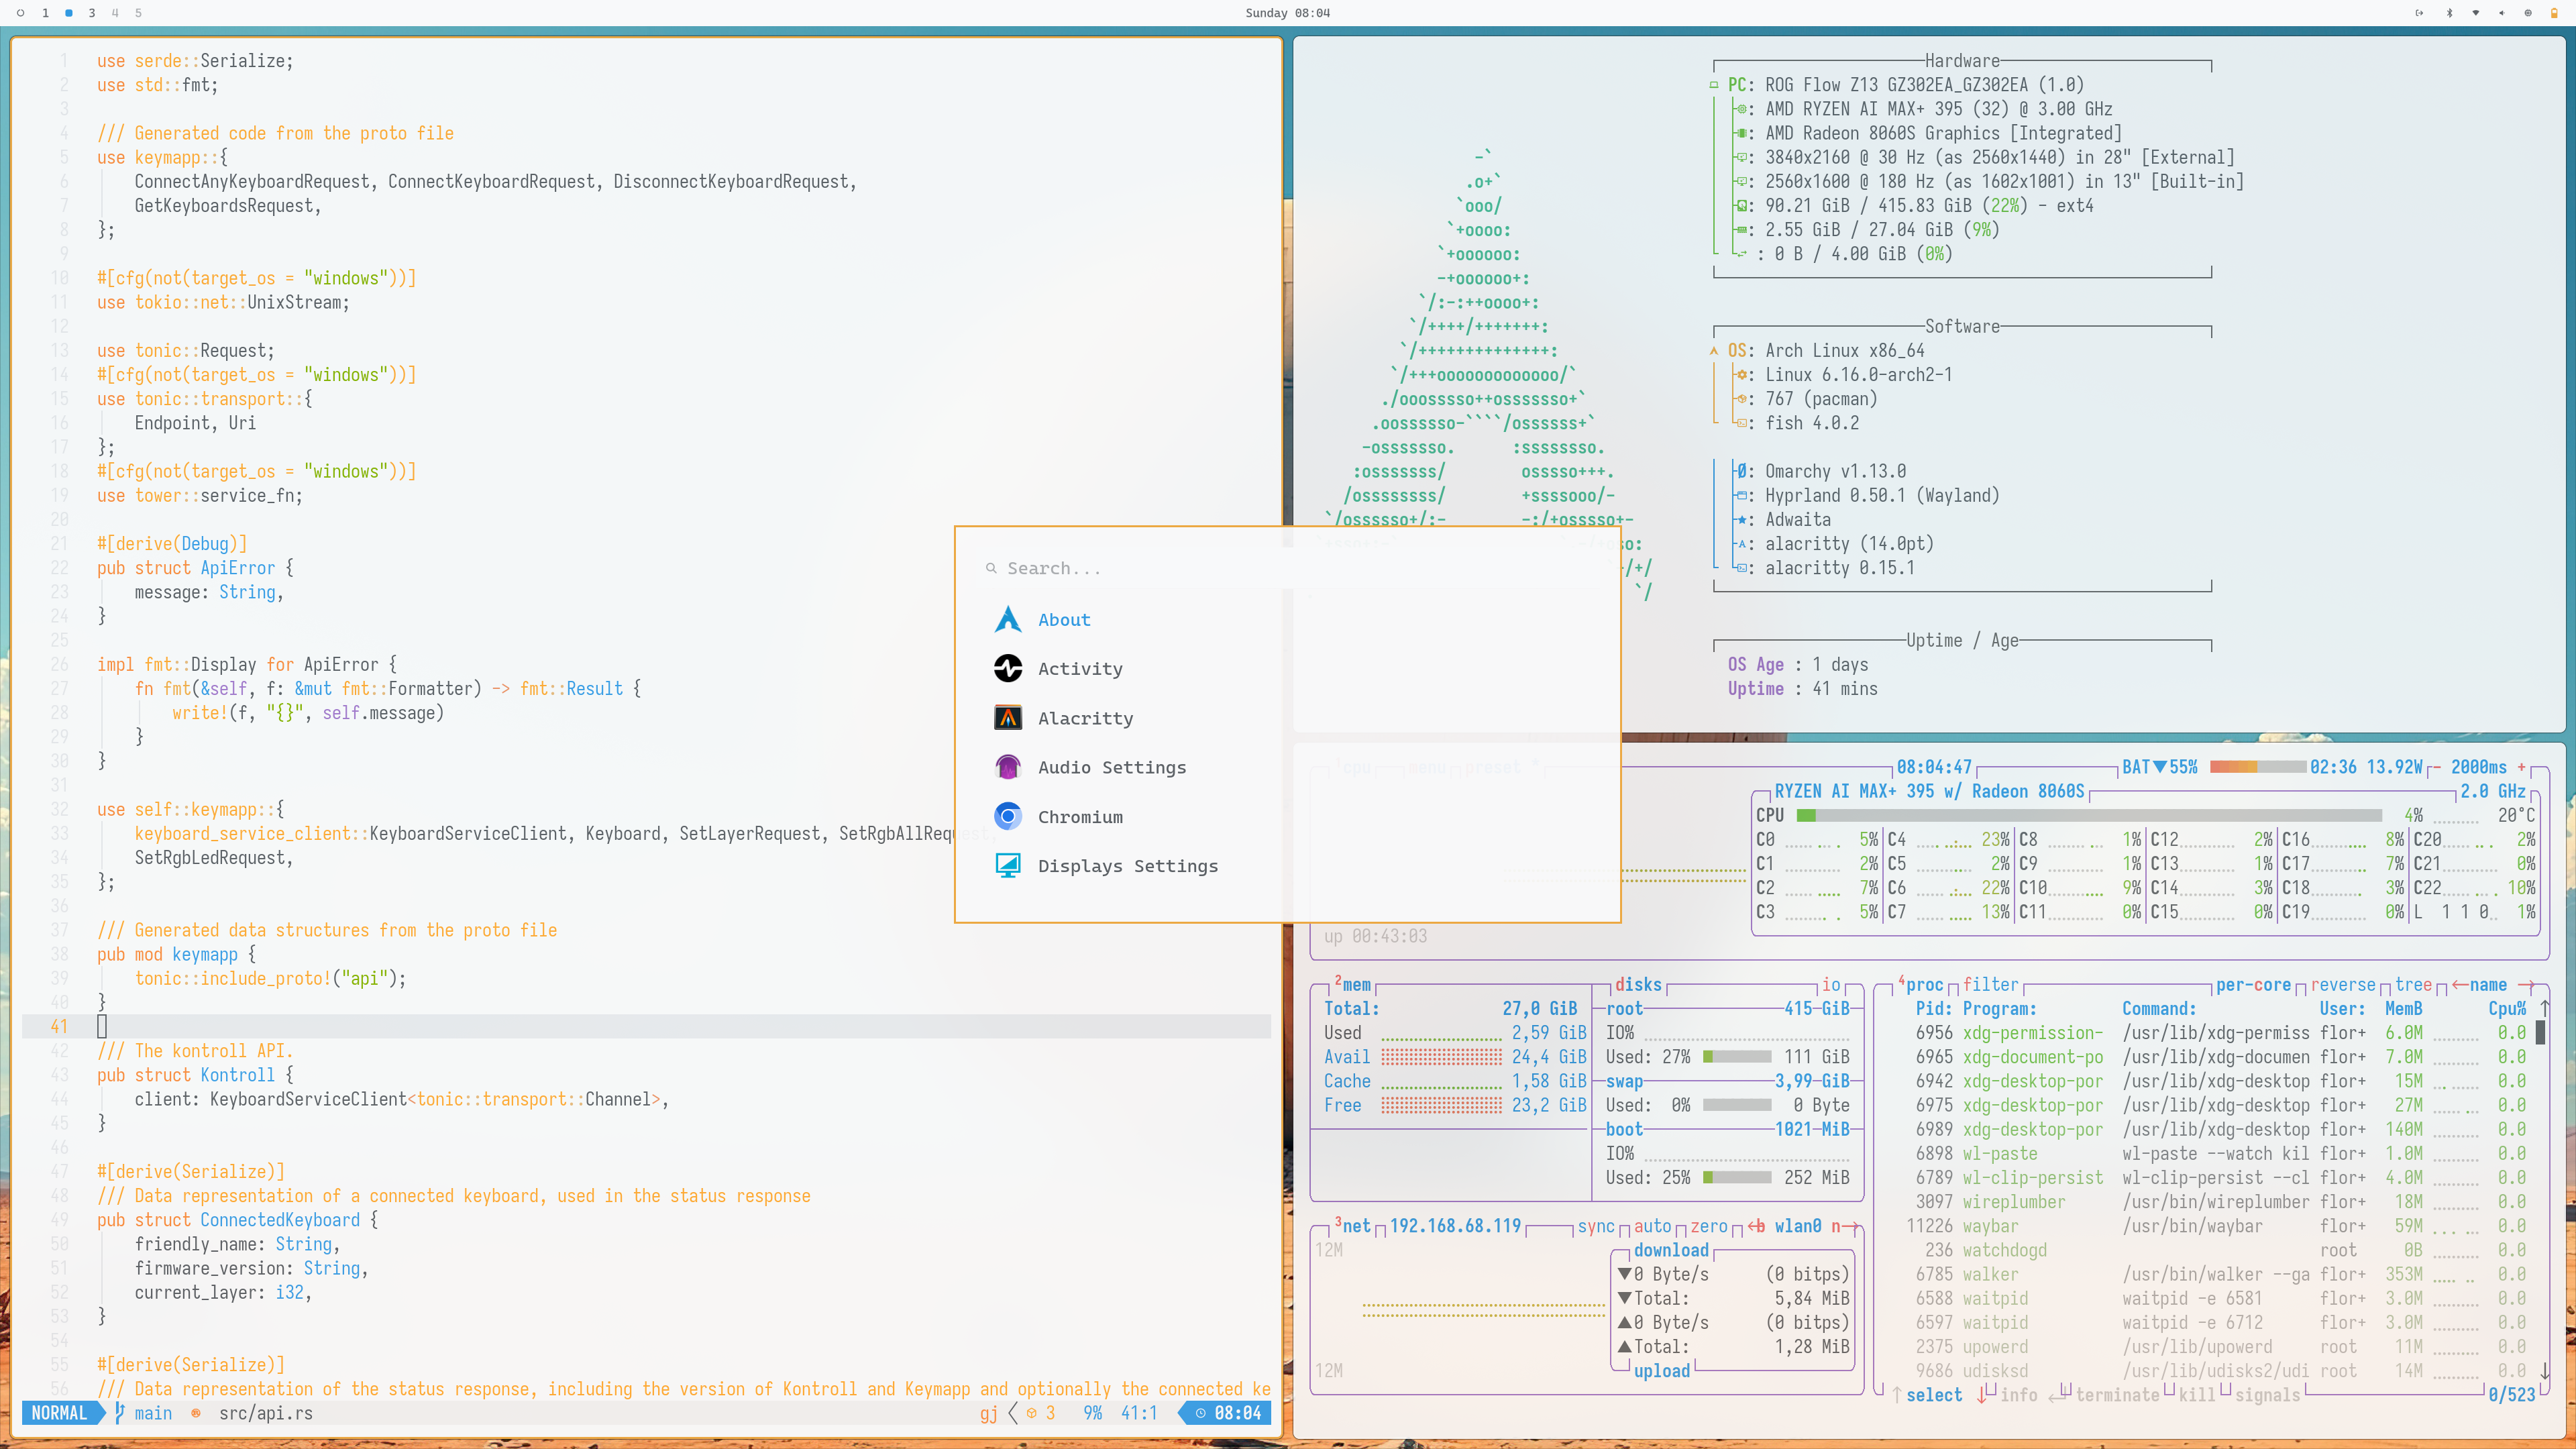 1 3 4 5
Sunday 08:04
1 use serde::Serialize;
2 use std::fmt;
3
4 /// Generated code from the proto file
5 use keymapp::{
6 ConnectAnyKeyboardRequest, ConnectKeyboardRequest, DisconnectKeyboardRequest,
7 GetKeyboardsRequest,
8 };
9
10 #[cfg(not(target_os = "windows"))]
11 use tokio::net::UnixStream;
12
13 use tonic::Request;
14 #[cfg(not(target_os = "windows"))]
15 use tonic::transport::{
16 Endpoint, Uri
17 };
18 #[cfg(not(target_os = "windows"))]
19 use tower::service_fn;
20
21 #[derive(Debug)]
22 pub struct ApiError {
23 message: String,
24 }
25
26 impl fmt::Display for ApiError {
27 fn fmt(&self, f: &mut fmt::Formatter) -> fmt::Result {
28 write!(f, "{}", self.message)
29 }
30 }
31
32 use self::keymapp::{
33 keyboard_service_client::KeyboardServiceClient, Keyboard, SetLayerRequest, SetRgbAllRequest,
34 SetRgbLedRequest,
35 };
36
37 /// Generated data structures from the proto file
38 pub mod keymapp {
39 tonic::include_proto!("api");
40 }
41
42 /// The kontroll API.
43 pub struct Kontroll {
44 client: KeyboardServiceClient<tonic::transport::Channel>,
45 }
46
47 #[derive(Serialize)]
48 /// Data representation of a connected keyboard, used in the status response
49 pub struct ConnectedKeyboard {
50 friendly_name: String,
51 firmware_version: String,
52 current_layer: i32,
53 }
54
55 #[derive(Serialize)]
56 /// Data representation of the status response, including the version of Kontroll and Keymapp and optionally the connected ke
NORMAL main src/api.rs gj 3 9% 41:1 08:04
Search...
About
Activity
Alacritty
Audio Settings
Chromium
Displays Settings
Hardware
PC: ROG Flow Z13 GZ302EA_GZ302EA (1.0)
: AMD RYZEN AI MAX+ 395 (32) @ 3.00 GHz
: AMD Radeon 8060S Graphics [Integrated]
: 3840x2160 @ 30 Hz (as 2560x1440) in 28" [External]
: 2560x1600 @ 180 Hz (as 1602x1001) in 13" [Built-in]
: 90.21 GiB / 415.83 GiB (22%) - ext4
: 2.55 GiB / 27.04 GiB (9%)
: 0 B / 4.00 GiB (0%)
Software
OS: Arch Linux x86_64
: Linux 6.16.0-arch2-1
: 767 (pacman)
: fish 4.0.2
: Omarchy v1.13.0
: Hyprland 0.50.1 (Wayland)
: Adwaita
: alacritty (14.0pt)
: alacritty 0.15.1
Uptime / Age
OS Age : 1 days
Uptime : 41 mins
cpu menu preset * 08:04:47 BAT▼55% 02:36 13.92W - 2000ms +
RYZEN AI MAX+ 395 w/ Radeon 8060S 2.0 GHz
CPU 4% 20°C
C0 5% C4 23% C8 1% C12 2% C16 8% C20 2%
C1 2% C5 2% C9 1% C13 1% C17 7% C21 0%
C2 7% C6 22% C10 9% C14 3% C18 3% C22 10%
C3 5% C7 13% C11 0% C15 0% C19 0% L 1 1 0 1%
up 00:43:03
2mem
Total: 27,0 GiB
Used 2,59 GiB
Avail 24,4 GiB
Cache 1,58 GiB
Free 23,2 GiB
disks io
root 415 GiB
IO%
Used: 27% 111 GiB
swap 3,99 GiB
Used: 0% 0 Byte
boot 1021 MiB
IO%
Used: 25% 252 MiB
3net 192.168.68.119 sync auto zero <b wlan0 n>
12M
download
▼0 Byte/s (0 bitps)
▼Total: 5,84 MiB
▲0 Byte/s (0 bitps)
▲Total: 1,28 MiB
12M
upload
4proc filter per-core reverse tree ←name →
Pid: Program: Command: User: MemB Cpu% ↑
6956 xdg-permission- /usr/lib/xdg-permiss flor+ 6.0M 0.0
6965 xdg-document-po /usr/lib/xdg-documen flor+ 7.0M 0.0
6942 xdg-desktop-por /usr/lib/xdg-desktop flor+ 15M 0.0
6975 xdg-desktop-por /usr/lib/xdg-desktop flor+ 27M 0.0
6989 xdg-desktop-por /usr/lib/xdg-desktop flor+ 140M 0.0
6898 wl-paste wl-paste --watch kil flor+ 1.0M 0.0
6789 wl-clip-persist wl-clip-persist --cl flor+ 4.0M 0.0
3097 wireplumber /usr/bin/wireplumber flor+ 18M 0.0
11226 waybar /usr/bin/waybar flor+ 59M 0.0
236 watchdogd root 0B 0.0
6785 walker /usr/bin/walker --ga flor+ 353M 0.0
6588 waitpid waitpid -e 6581 flor+ 3.0M 0.0
6597 waitpid waitpid -e 6712 flor+ 3.0M 0.0
2375 upowerd /usr/lib/upowerd root 11M 0.0
9686 udisksd /usr/lib/udisks2/udi root 14M 0.0 ↓
↑ select ↓ info ↵ terminate kill signals 0/523